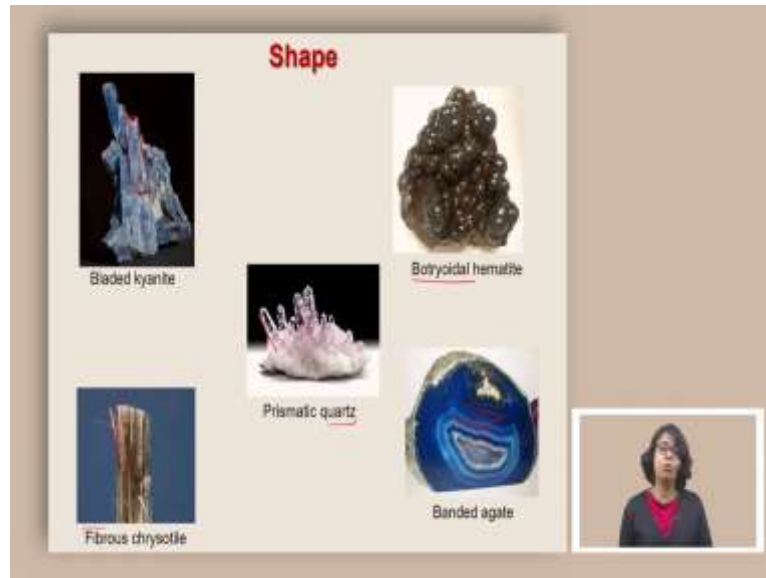 Shape
Bladed kyanite
Botryoidal hematite
Prismatic quartz
Fibrous chrysotile
Banded agate